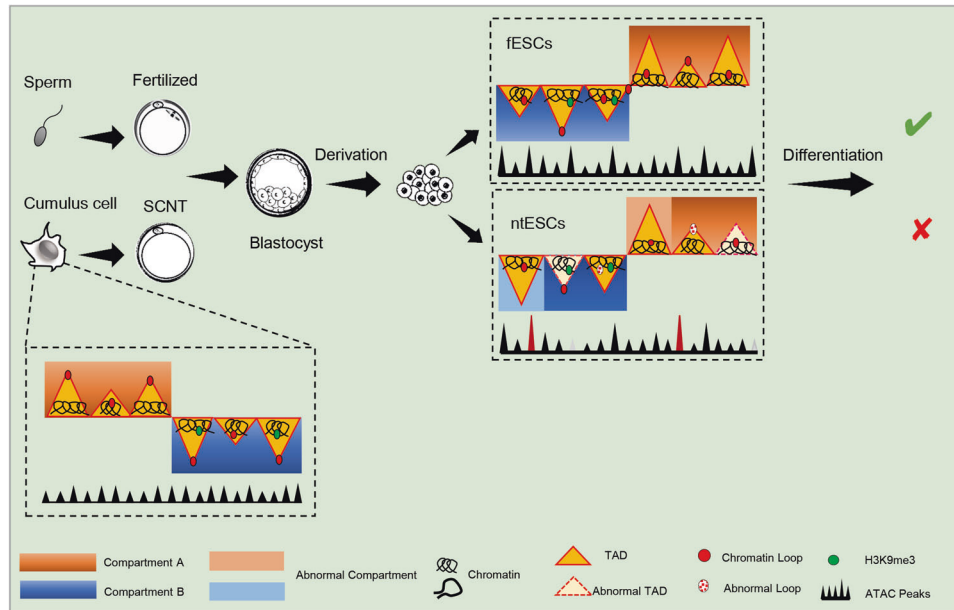 Sperm
Fertilized
Cumulus cell
SCNT
Blastocyst
Derivation
fESCs
ntESCs
Differentiation
Compartment A
Compartment B
Abnormal Compartment
Chromatin
TAD
Abnormal TAD
Chromatin Loop
Abnormal Loop
H3K9me3
ATAC Peaks